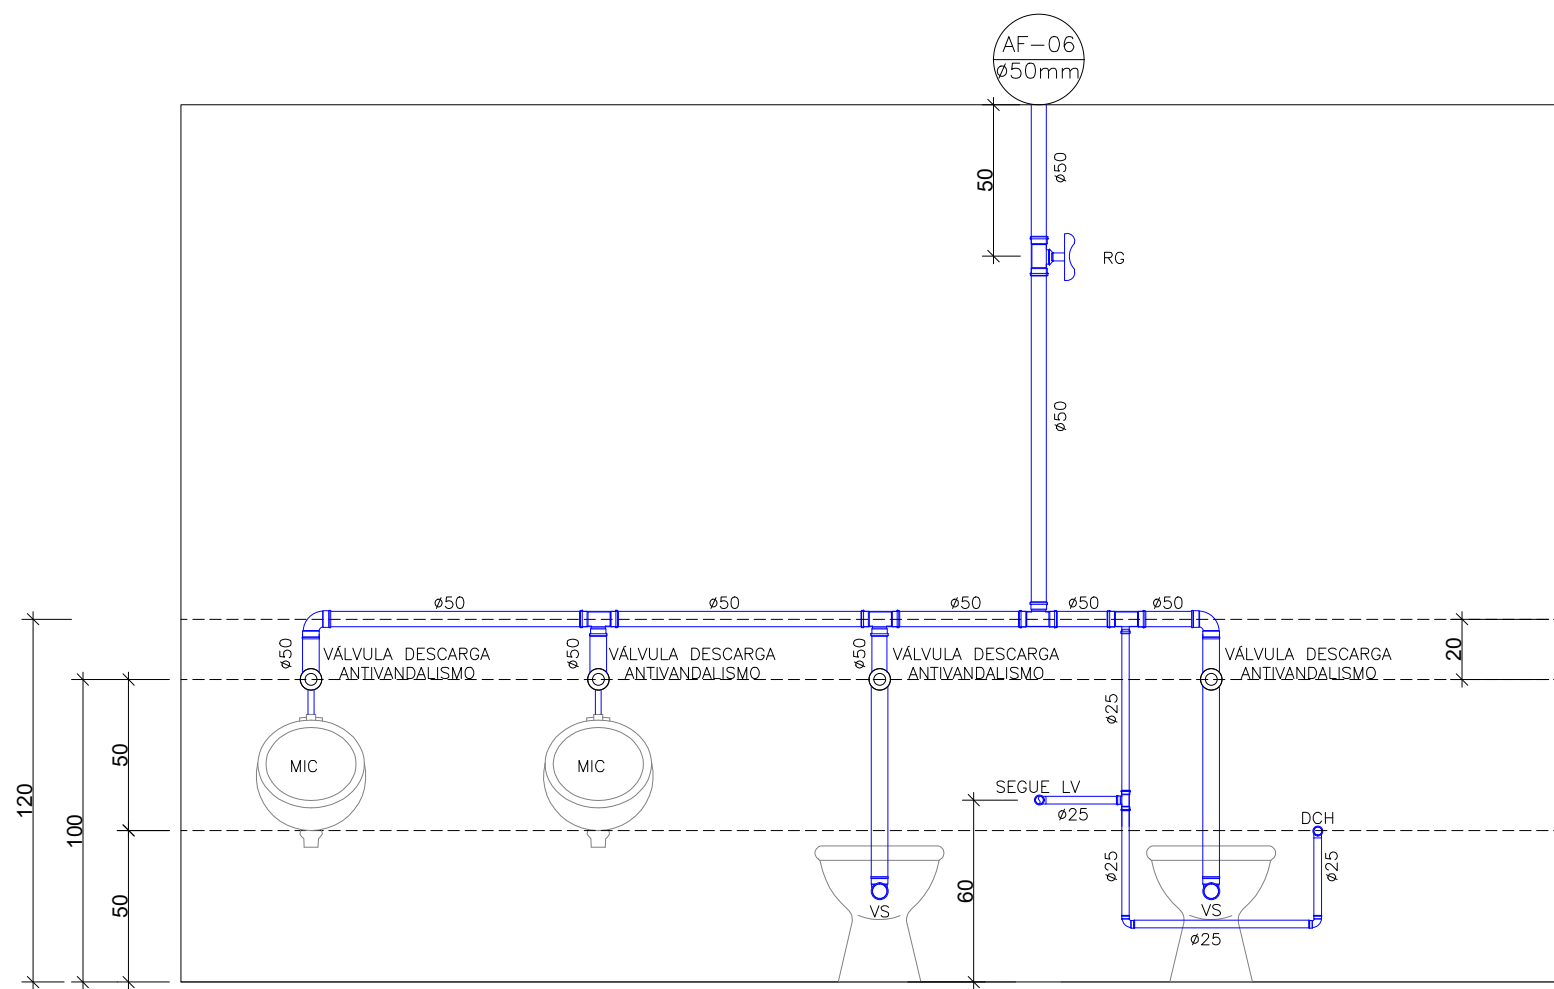 AF-06
ø50mm
50
ø50
RG
ø50
ø50
ø50
ø50
ø50
ø50
ø50
ø50
ø50
VÁLVULA DESCARGA
ANTIVANDALISMO
VÁLVULA DESCARGA
ANTIVANDALISMO
VÁLVULA DESCARGA
ANTIVANDALISMO
VÁLVULA DESCARGA
ANTIVANDALISMO
20
ø25
50
MIC
MIC
SEGUE LV
ø25
120
100
DCH
ø25
ø25
50
60
VS
VS
ø25